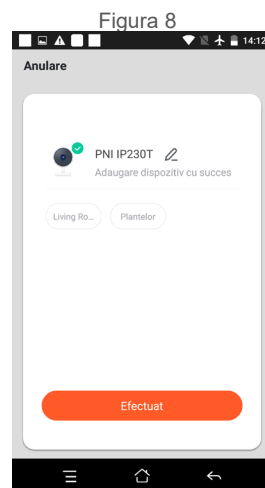 Figura 8
14:12
Anulare
PNI IP230T
Adaugare dispozitiv cu succes
Living Ro...
Plantelor
Efectuat